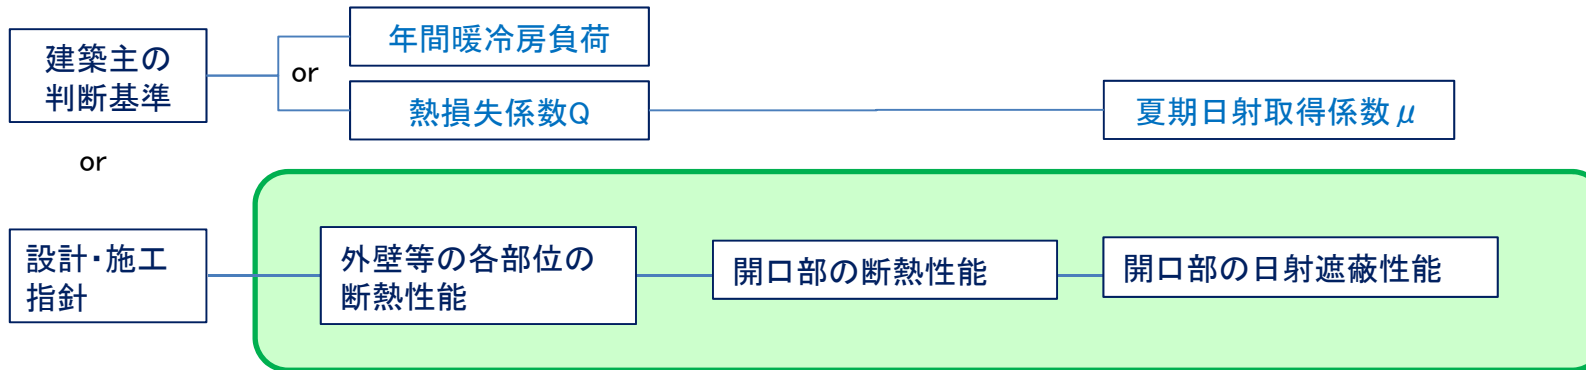 建築主の
判断基準
or
年間暖冷房負荷
熱損失係数Q
夏期日射取得係数μ
or
設計・施工
指針
外壁等の各部位の
断熱性能
開口部の断熱性能
開口部の日射遮蔽性能